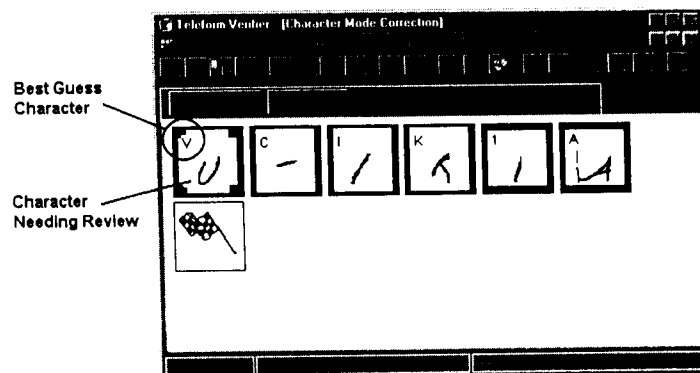 Teleform Verifier - [Character Mode Correction]
Best Guess
Character
V C I K 1 A
Character
Needing Review